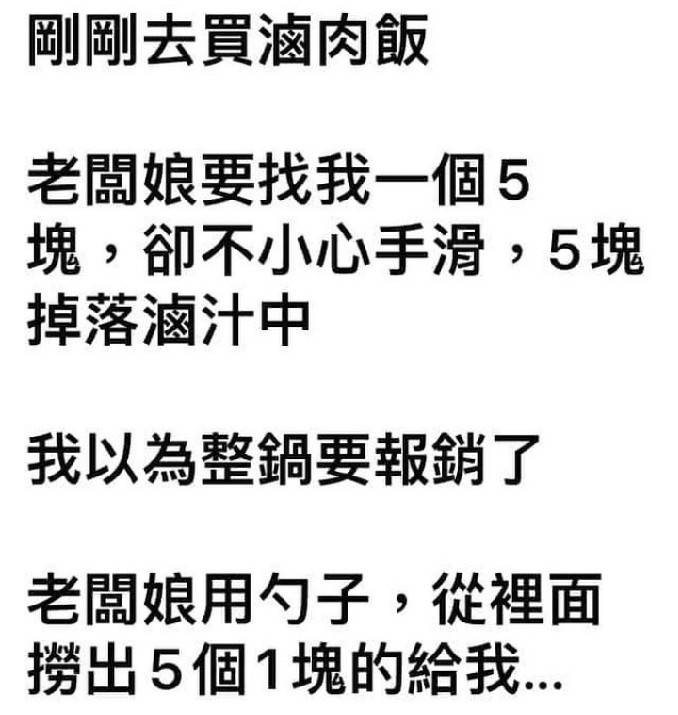 剛剛去買滷肉飯
老闆娘要找我一個5
塊，卻不小心手滑，5塊
掉落滷汁中
我以為整鍋要報銷了
老闆娘用勺子，從裡面
撈出5個1塊的給我...